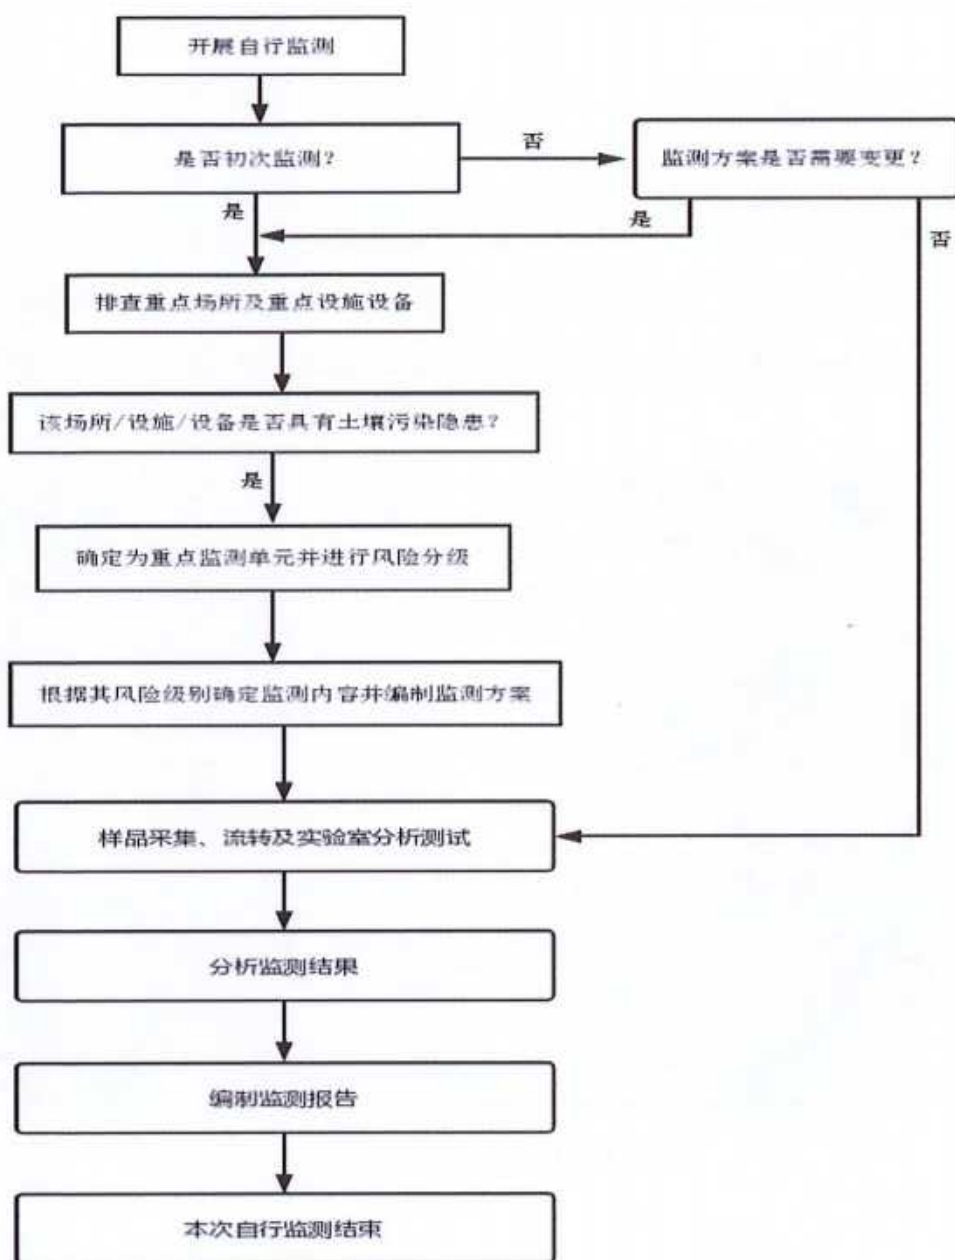 开展自行监测
是否初次监测？
否
监测方案是否需要变更？
是
是
否
排查重点场所及重点设施设备
该场所/设施/设备是否具有土壤污染隐患？
是
确定为重点监测单元并进行风险分级
根据其风险级别确定监测内容并编制监测方案
样品采集、流转及实验室分析测试
分析监测结果
编制监测报告
本次自行监测结束